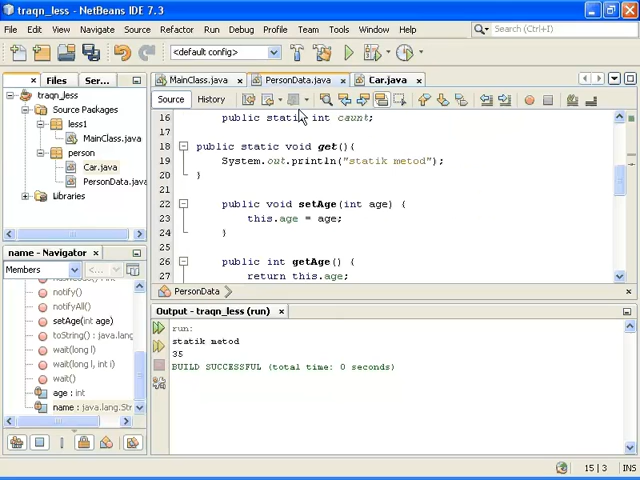 traqn_less - NetBeans IDE 7.3
File Edit View Navigate Source Refactor Run Debug Profile Team Tools Window Help
Search (Ctrl+I)
<default config>
Files
Ser...
MainClass.java
PersonData.java
Car.java
traqn_less
Source Packages
less1
MainClass.java
person
Car.java
PersonData.java
Libraries
Source
History
16 public static int caunt;
17
18 public static void get(){
19 System.out.println("statik metod");
20 }
21
22 public void setAge(int age) {
23 this.age = age;
24 }
25
26 public int getAge() {
27 return this.age;
PersonData
name - Navigator
Members
<...
notify()
notifyAll()
setAge(int age)
toString() : java.lang
wait(long l)
wait(long l, int i)
wait()
age : int
name : java.lang.Str
Output - traqn_less (run)
run:
statik metod
35
BUILD SUCCESSFUL (total time: 0 seconds)
15 | 3
INS